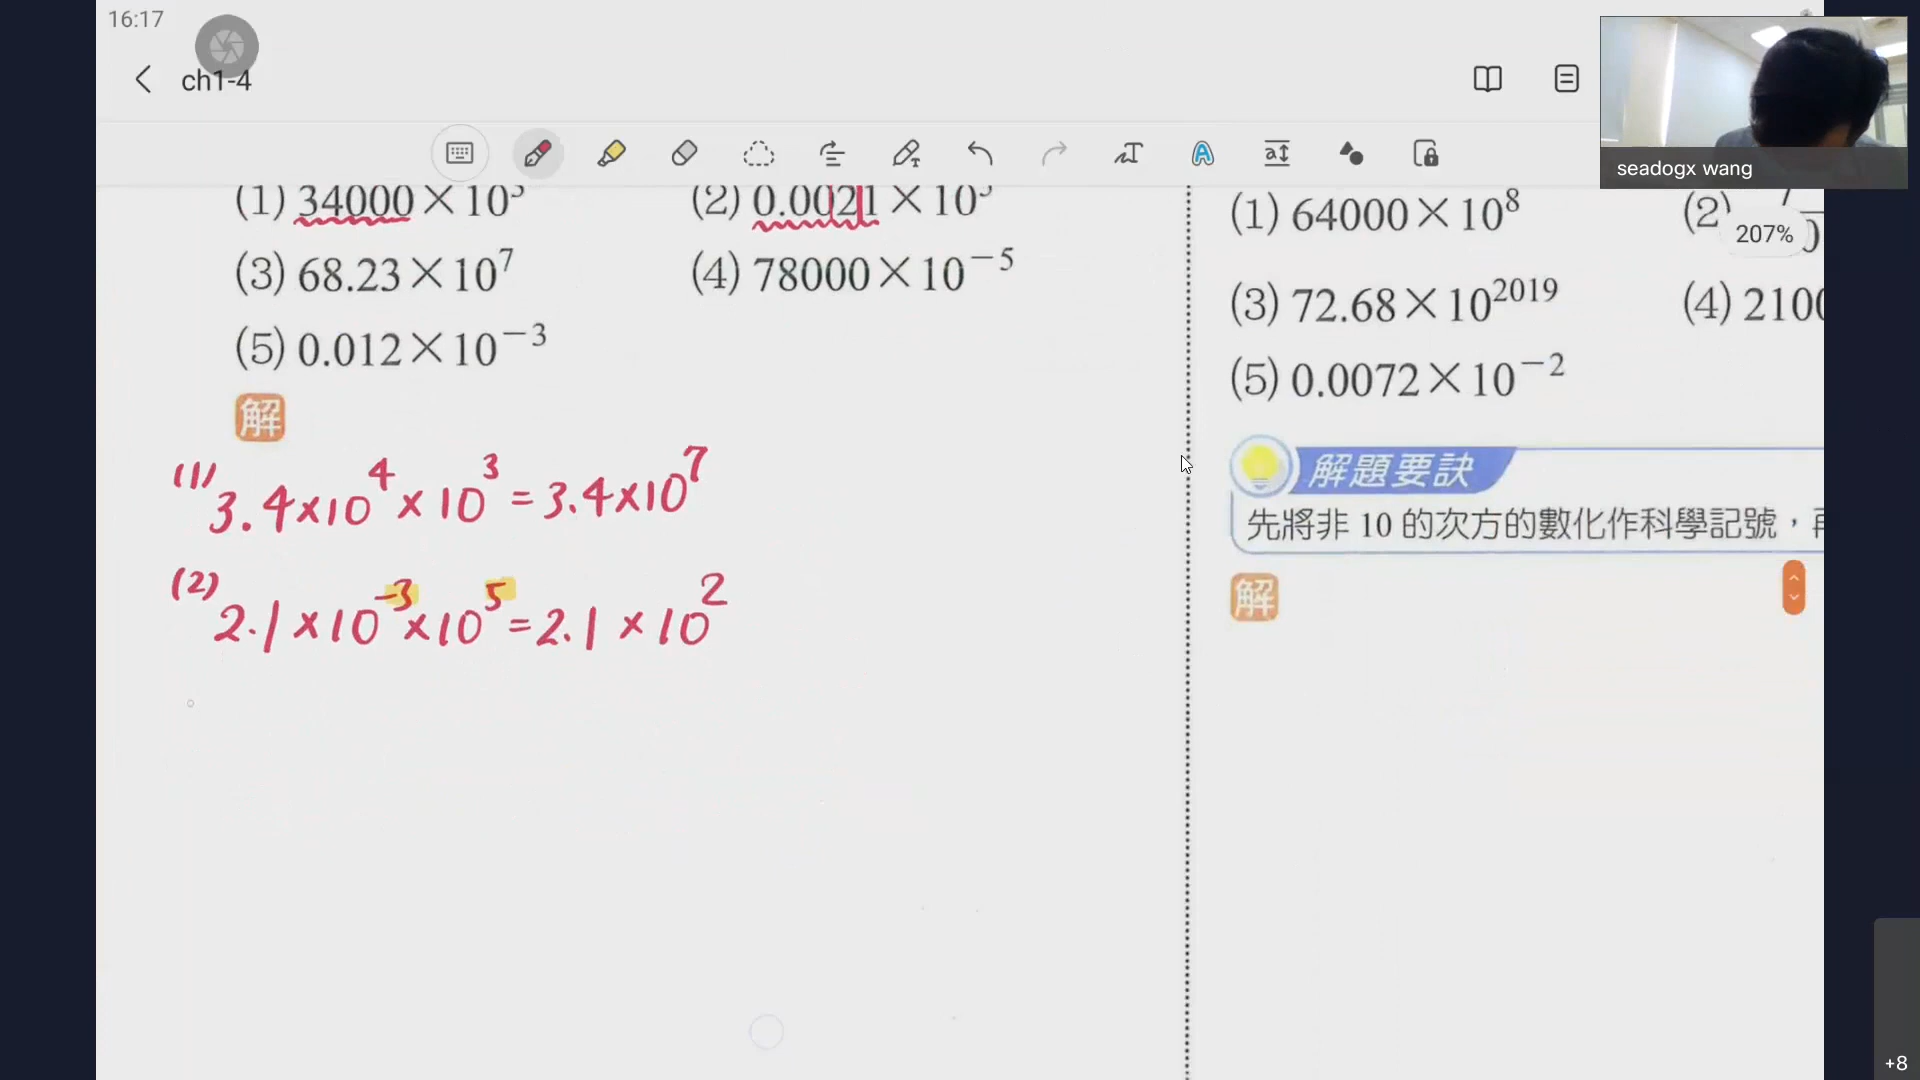 16:17
ch1-4
seadogx wang
207%
(1) 34000×10³
(2) 0.0021×10⁵
(3) 68.23×10⁷
(4) 78000×10⁻⁵
(5) 0.012×10⁻³
解
(1) 3.4×10⁴×10³=3.4×10⁷
(2) 2.1×10⁻³×10⁵=2.1×10²
(1) 64000×10⁸
(2)
(3) 72.68×10²⁰¹⁹
(4) 2100
(5) 0.0072×10⁻²
解題要訣
先將非 10 的次方的數化作科學記號，再
解
+8